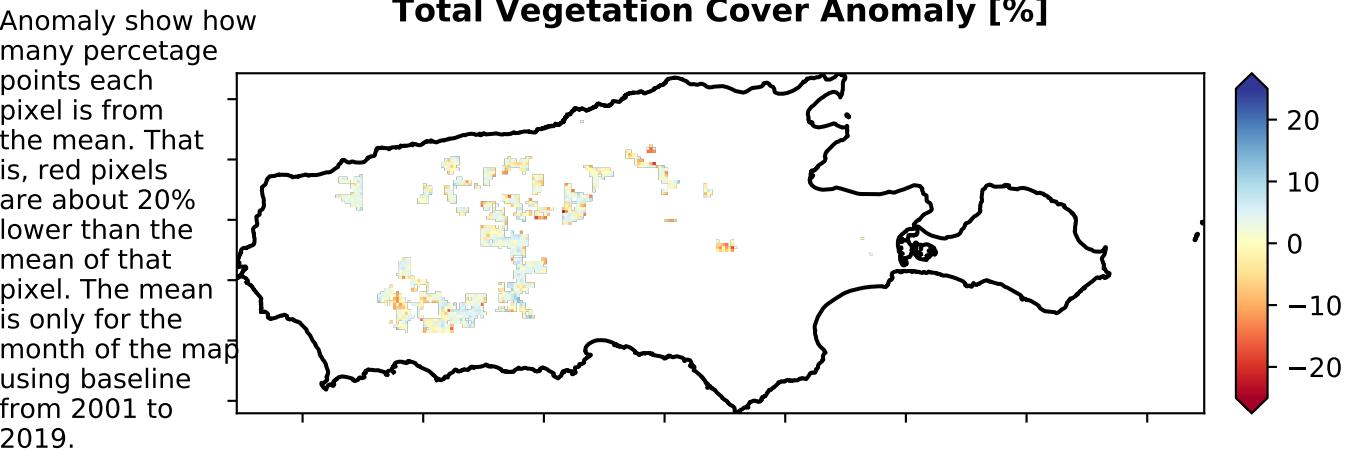 Total Vegetation Cover Anomaly [%]
Anomaly show how
many percetage
points each
pixel is from
the mean. That
is, red pixels
are about 20%
lower than the
mean of that
pixel. The mean
is only for the
month of the map
using baseline
from 2001 to
2019.
20
10
0
−10
−20